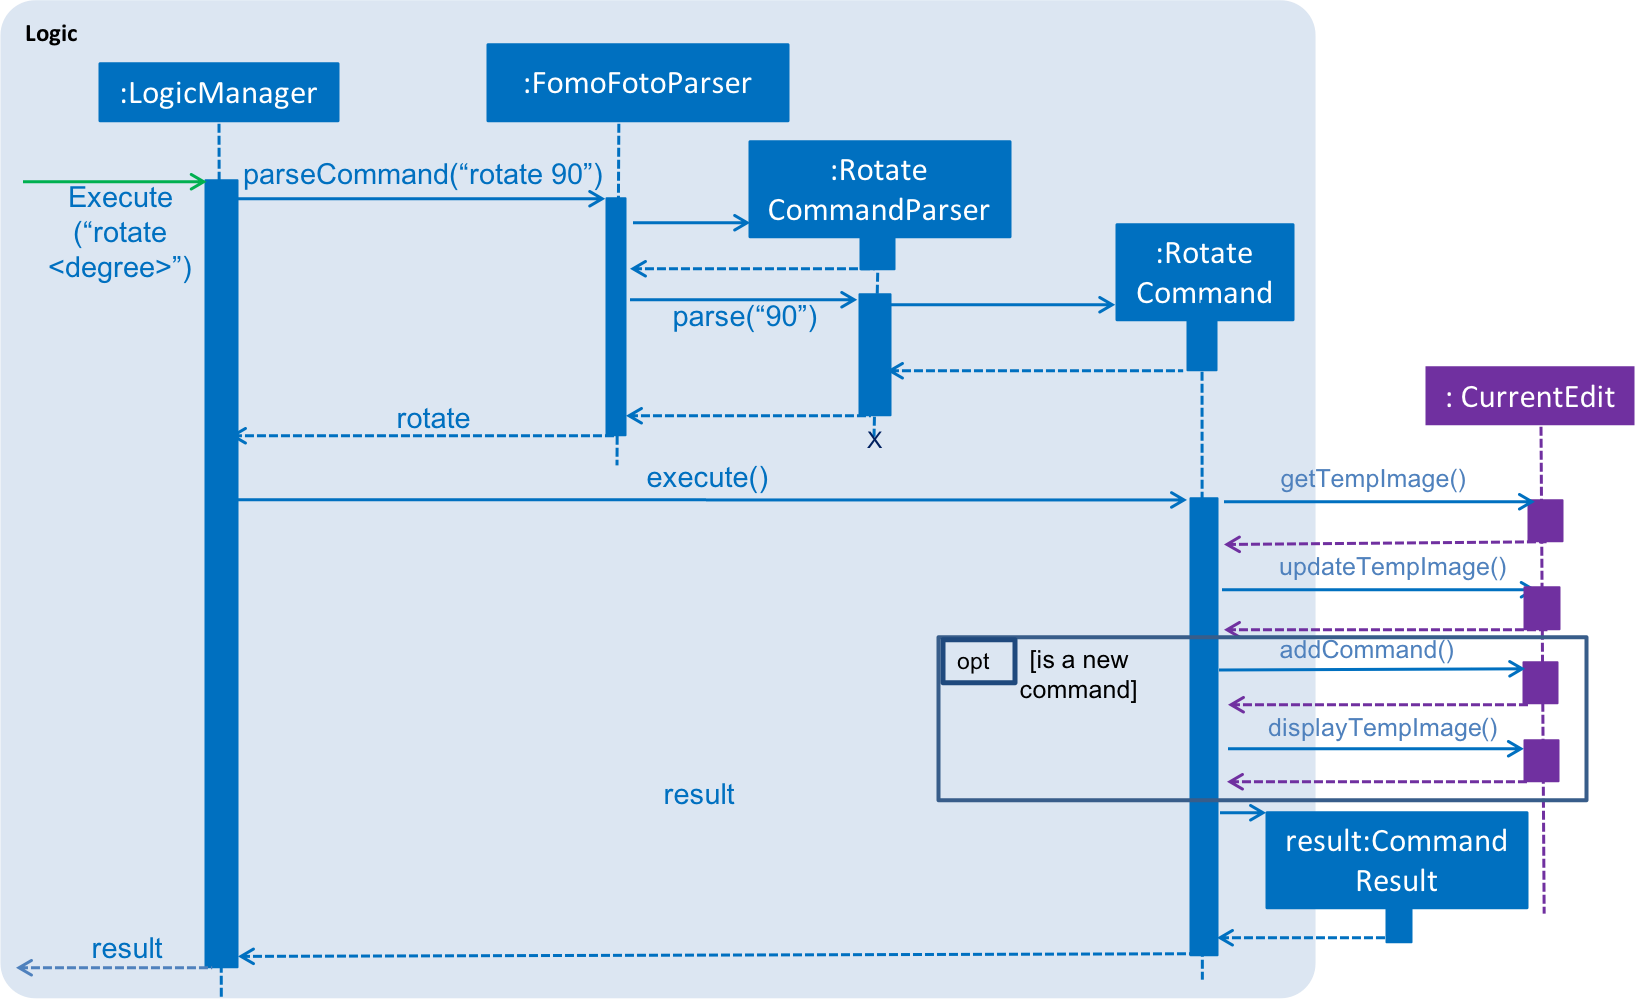 Logic
:LogicManager
:FomoFotoParser
parseCommand(“rotate 90”)
:Rotate
CommandParser
Execute
(“rotate
<degree>”)
:Rotate
Command
parse(“90”)
: CurrentEdit
rotate
X
execute()
getTempImage()
updateTempImage()
opt
[is a new
command]
addCommand()
displayTempImage()
result
result:Command
Result
result